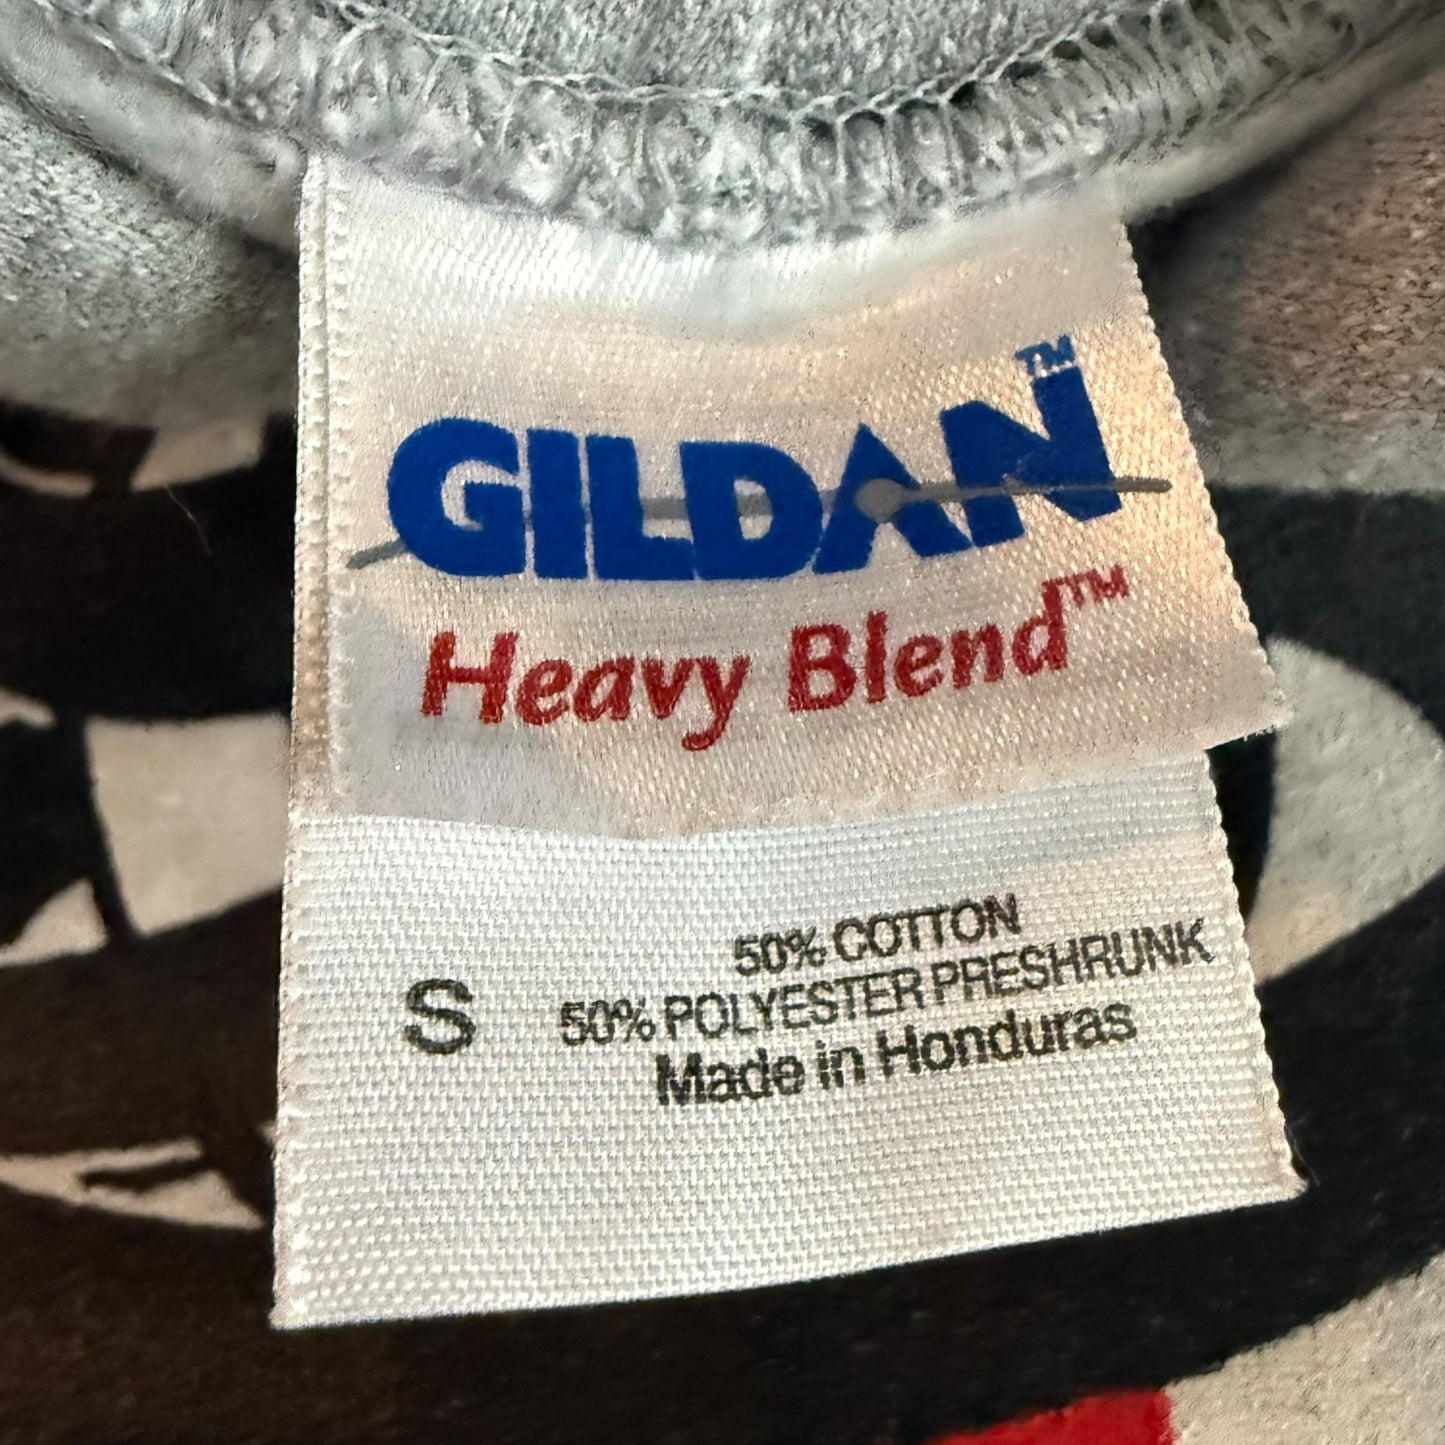 GILDAN™
Heavy Blend™
S
50% COTTON
50% POLYESTER PRESHRUNK
Made in Honduras